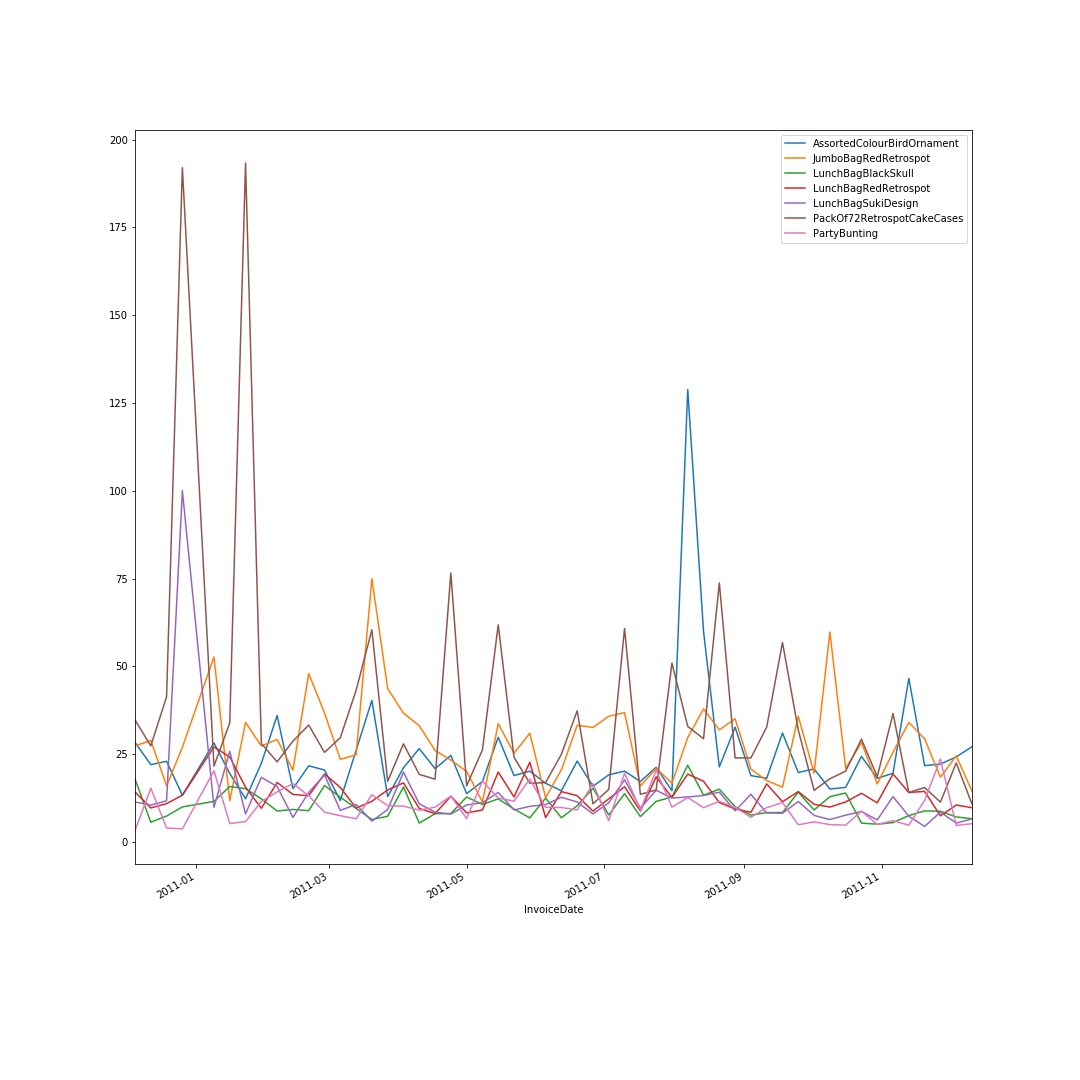 200
175
150
125
100
75
50
25
0
AssortedColourBirdOrnament
JumboBagRedRetrospot
LunchBagBlackSkull
LunchBagRedRetrospot
LunchBagSukiDesign
PackOf72RetrospotCakeCases
PartyBunting
2011-01
2011-03
2011-05
2011-07
2011-09
2011-11
InvoiceDate